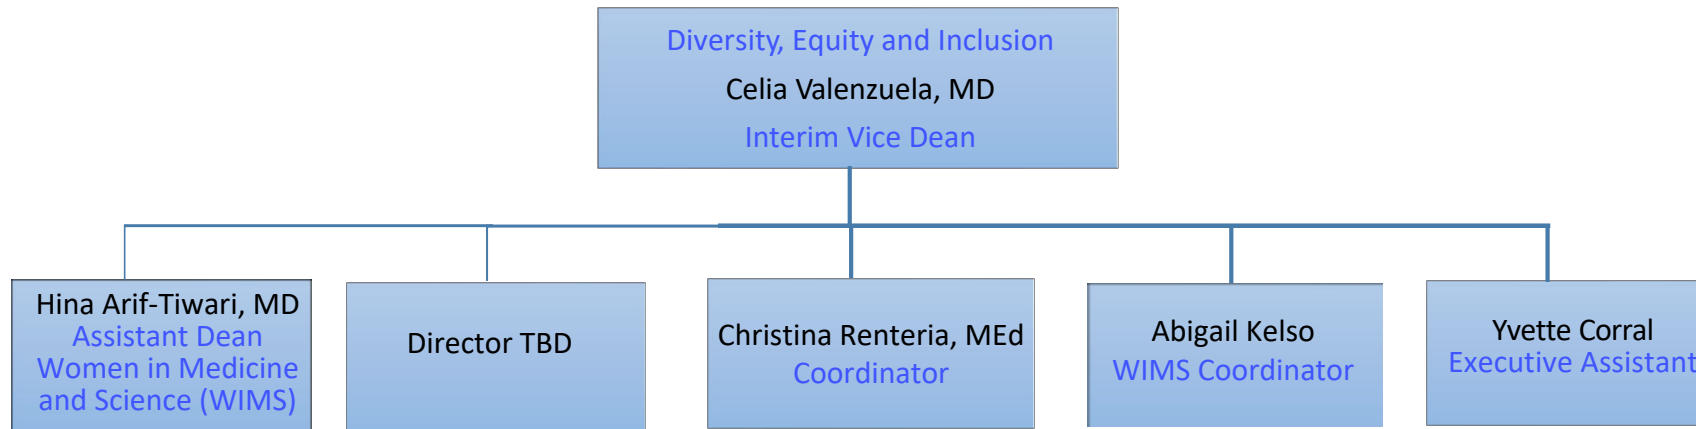 Diversity, Equity and Inclusion
Celia Valenzuela, MD
Interim Vice Dean
Hina Arif-Tiwari, MD
Assistant Dean
Women in Medicine
and Science (WIMS)
Director TBD
Christina Renteria, MEd
Coordinator
Abigail Kelso
WIMS Coordinator
Yvette Corral
Executive Assistant